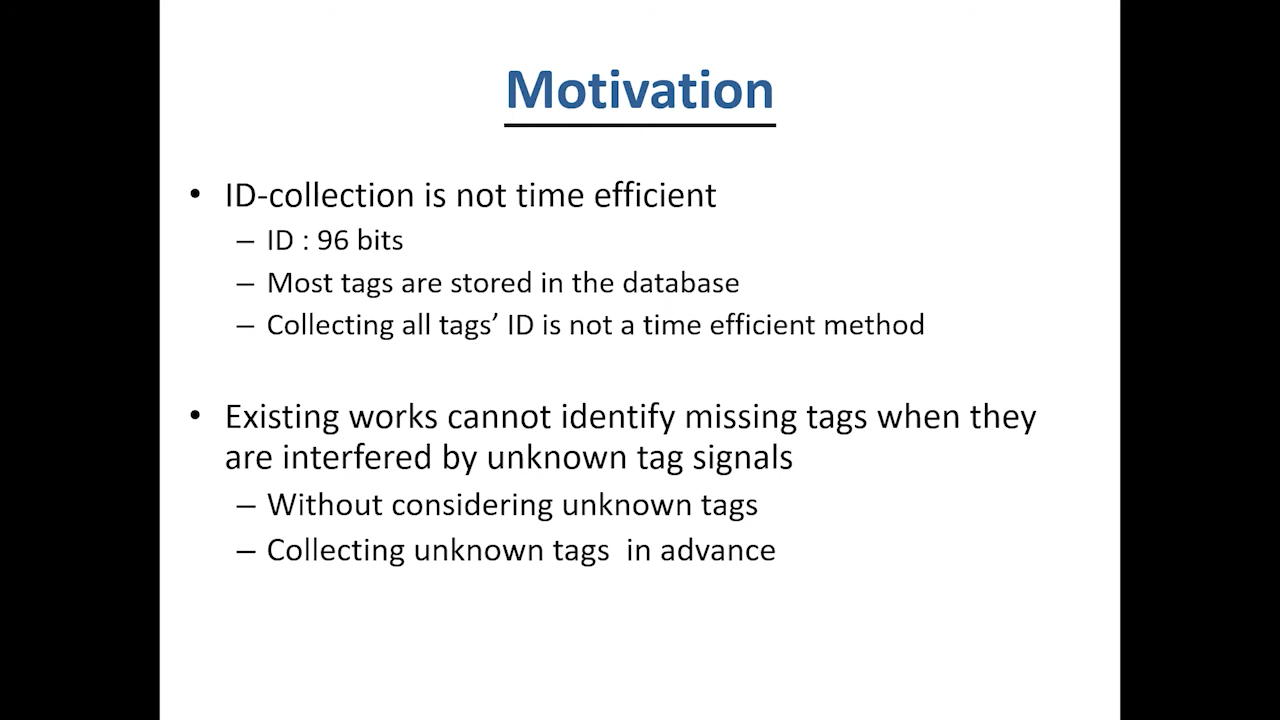 Motivation
• ID-collection is not time efficient
– ID : 96 bits
– Most tags are stored in the database
– Collecting all tags’ ID is not a time efficient method
• Existing works cannot identify missing tags when they
are interfered by unknown tag signals
– Without considering unknown tags
– Collecting unknown tags  in advance